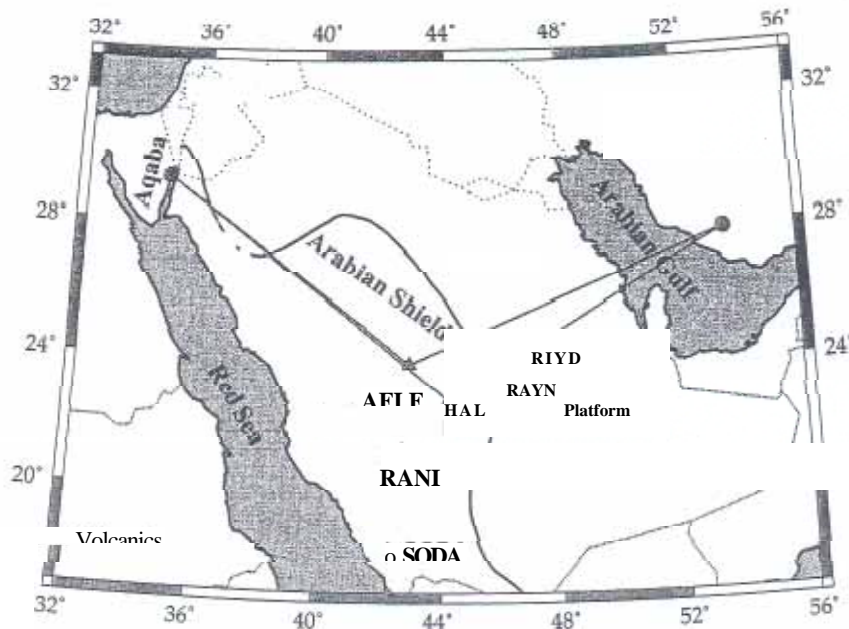 32° 36° 40° 44° 48° 52° 56°
32° 32°
Aqaba
28° 28°
Arabian Gulf
Arabian Shield
24° 24°
RIYD
RAYN
HAL Platform
Red Sea
20° 20°
RANI
Volcanics
o SODA
32° 36° 40° 44° 48° 52° 56°